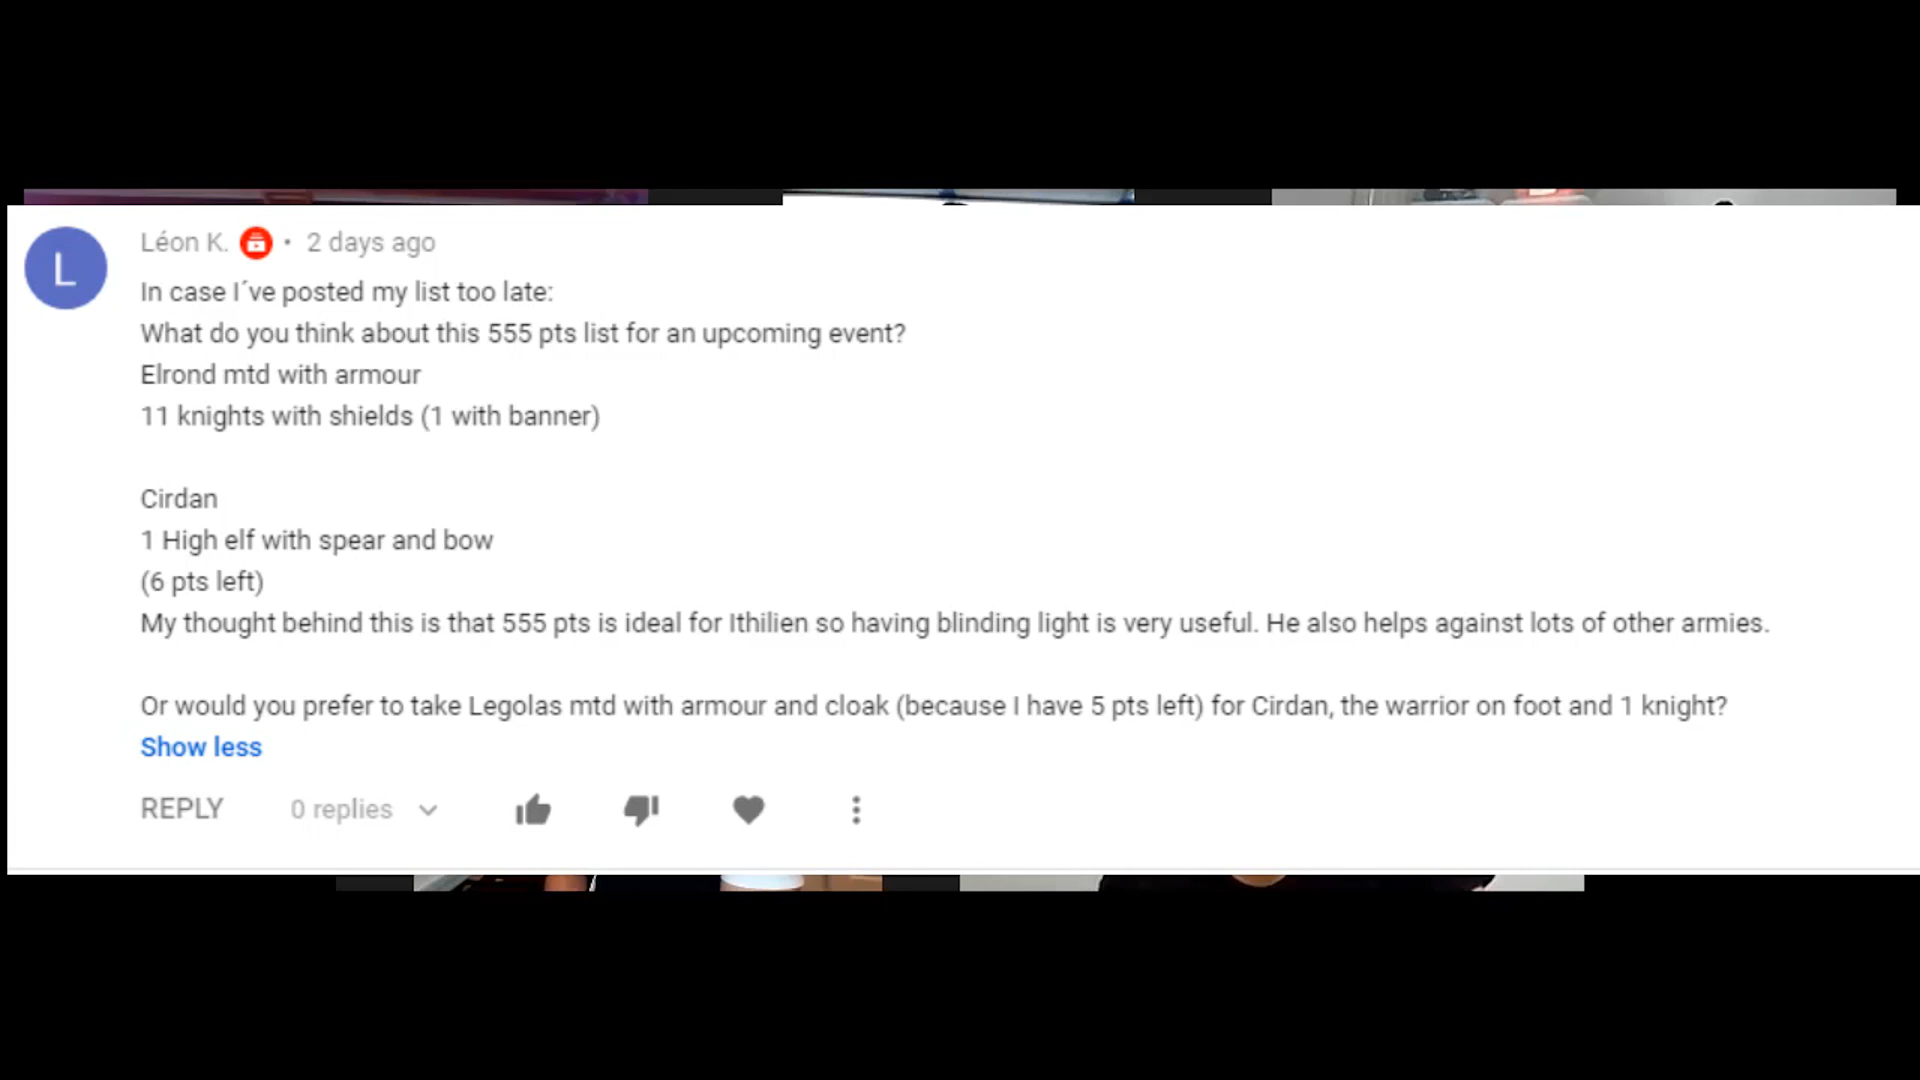 L
Léon K. • 2 days ago
In case I´ve posted my list too late:
What do you think about this 555 pts list for an upcoming event?
Elrond mtd with armour
11 knights with shields (1 with banner)
Cirdan
1 High elf with spear and bow
(6 pts left)
My thought behind this is that 555 pts is ideal for Ithilien so having blinding light is very useful. He also helps against lots of other armies.
Or would you prefer to take Legolas mtd with armour and cloak (because I have 5 pts left) for Cirdan, the warrior on foot and 1 knight?
Show less
REPLY 0 replies